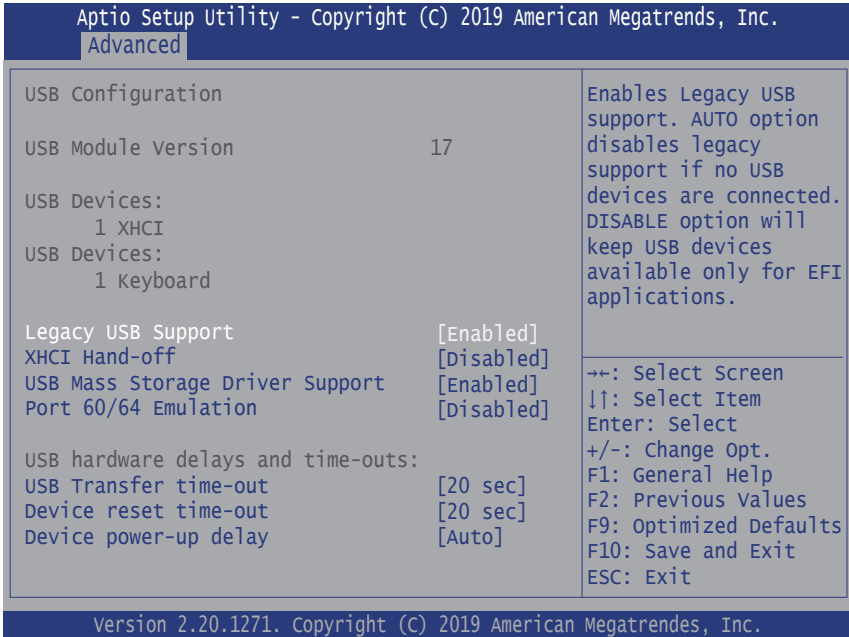 Aptio Setup Utility - Copyright (C) 2019 American Megatrends, Inc.
Advanced
USB Configuration
USB Module Version 17
USB Devices:
1 XHCI
USB Devices:
1 Keyboard
Legacy USB Support [Enabled]
XHCI Hand-off [Disabled]
USB Mass Storage Driver Support [Enabled]
Port 60/64 Emulation [Disabled]
USB hardware delays and time-outs:
USB Transfer time-out [20 sec]
Device reset time-out [20 sec]
Device power-up delay [Auto]
Enables Legacy USB
support. AUTO option
disables legacy
support if no USB
devices are connected.
DISABLE option will
keep USB devices
available only for EFI
applications.
→←: Select Screen
↓↑: Select Item
Enter: Select
+/-: Change Opt.
F1: General Help
F2: Previous Values
F9: Optimized Defaults
F10: Save and Exit
ESC: Exit
Version 2.20.1271. Copyright (C) 2019 American Megatrendes, Inc.